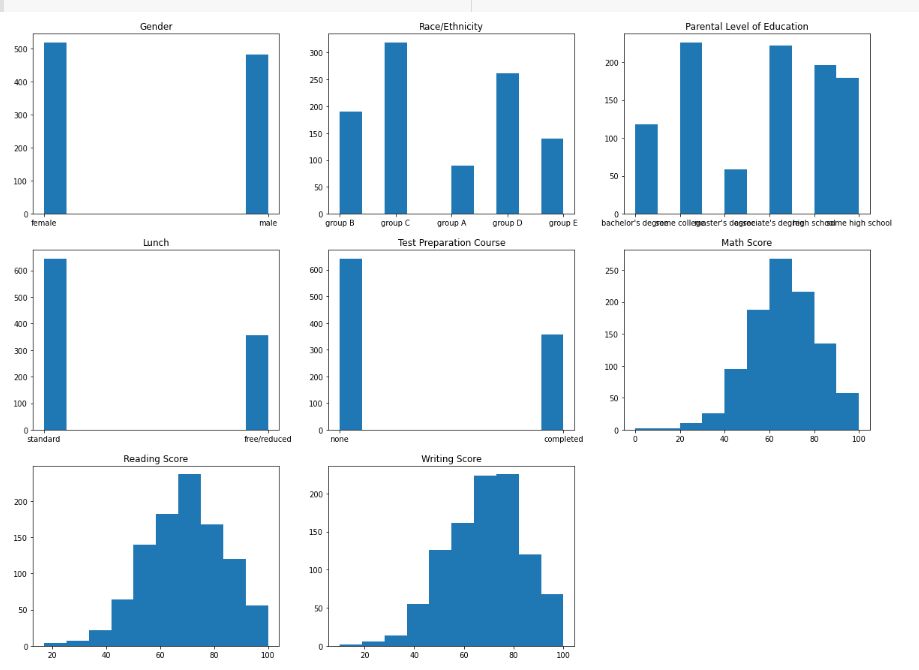 Gender
500
400
300
200
100
0
female
male
Race/Ethnicity
300
250
200
150
100
50
0
group B
group C
group A
group D
group E
Parental Level of Education
200
150
100
50
0
bachelor's degree
some college
master's degree
associate's degree
high school
some high school
Lunch
600
500
400
300
200
100
0
standard
free/reduced
Test Preparation Course
600
500
400
300
200
100
0
none
completed
Math Score
250
200
150
100
50
0
0 20 40 60 80 100
Reading Score
200
150
100
50
0
20 40 60 80 100
Writing Score
200
150
100
50
0
20 40 60 80 100